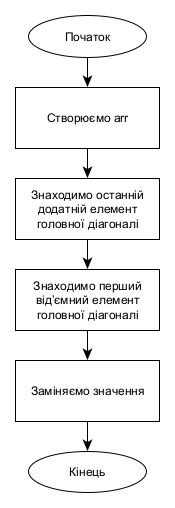 Початок
Створюємо arr
Знаходимо останній
додатній елемент
головної діагоналі
Знаходимо перший
від'ємний елемент
головної діагоналі
Заміняємо значення
Кінець